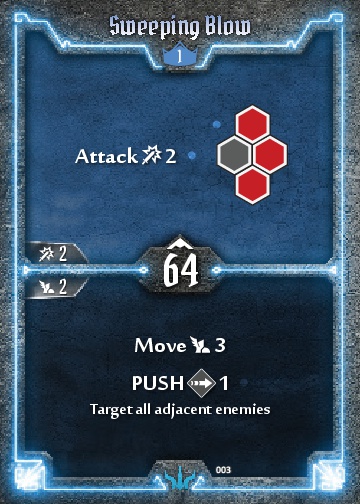 Sweeping Blow
1
Attack 2
2
64
2
Move 3
PUSH 1
Target all adjacent enemies
003